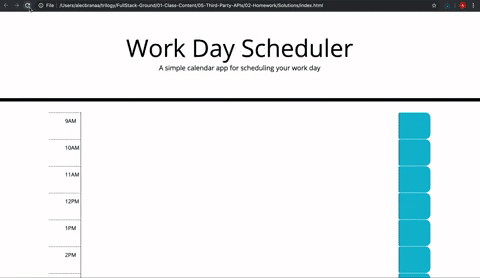 File | /Users/alecbranaa/trilogy/FullStack-Ground/01-Class-Content/05-Third-Party-APIs/02-Homework/Solutions/index.html
Work Day Scheduler
A simple calendar app for scheduling your work day
9AM
10AM
11AM
12PM
1PM
2PM